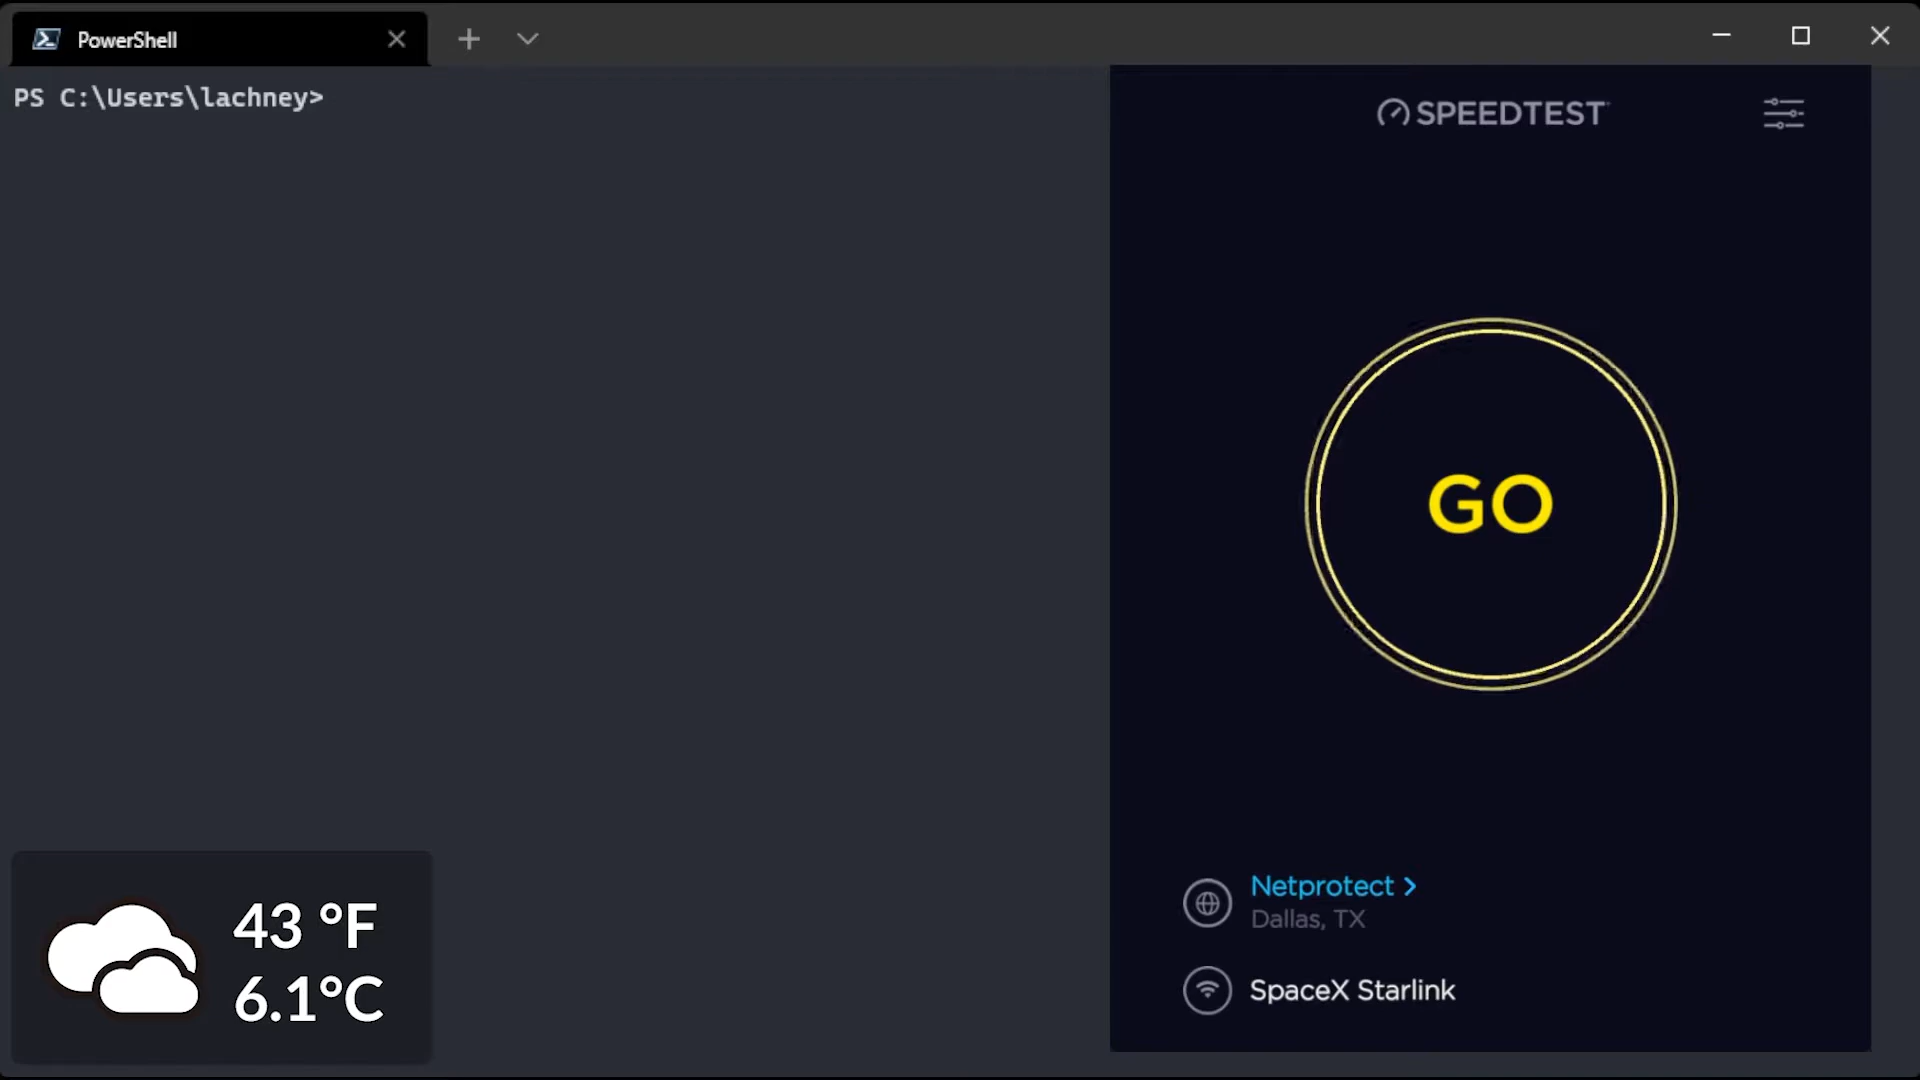 PowerShell
PS C:\Users\lachney>
SPEEDTEST
GO
Netprotect >
Dallas, TX
SpaceX Starlink
43 °F
6.1°C